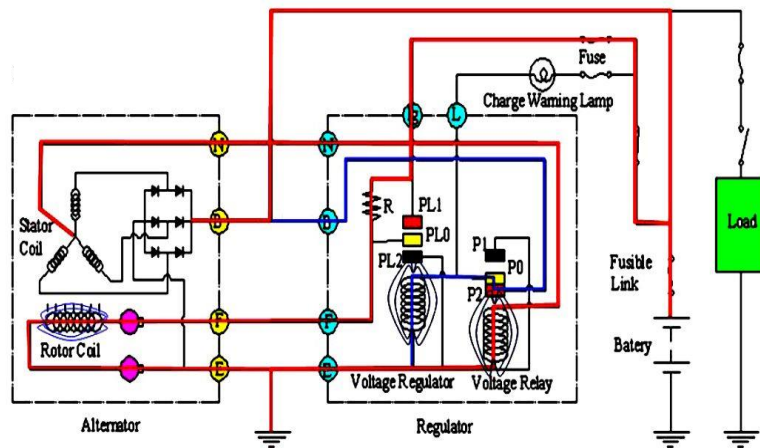 Fuse
Charge Warning Lamp
L
N
N
B
B
R
PL1
PL0
PL2
P1
P0
P2
Stator
Coil
Load
Fusible
Link
F
F
Rotor Coil
E
E
Voltage Regulator
Voltage Relay
Batery
Alternator
Regulator